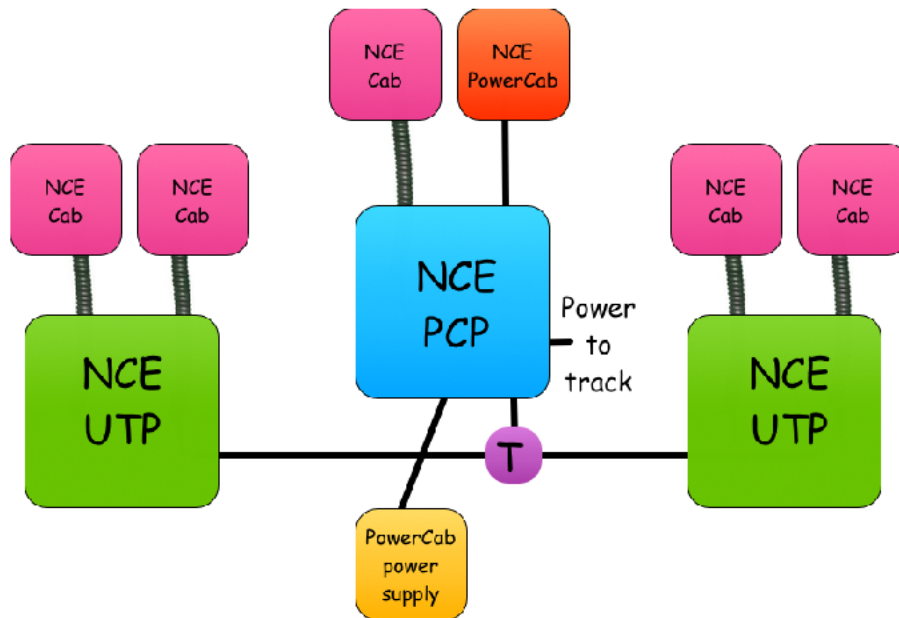 NCE
Cab
NCE
PowerCab
NCE
Cab
NCE
Cab
NCE
Cab
NCE
Cab
NCE
PCP
Power
to
track
NCE
UTP
NCE
UTP
T
PowerCab
power
supply